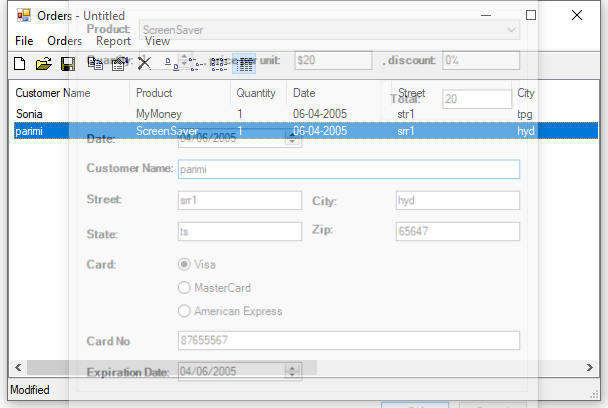 Orders - Untitled
Product: ScreenSaver
File Orders Report View
Quantity: 1 price per unit: $20 , discount: 0%
Customer Name Product Quantity Date Street City
Total: 20
Sonia MyMoney 1 06-04-2005 str1 tpg
parimi ScreenSaver 1 06-04-2005 srr1 hyd
Date: 04/06/2005
Customer Name: parimi
Street: srr1 City: hyd
State: ts Zip: 65647
Card: Visa
MasterCard
American Express
Card No 87655567
Expiration Date: 04/06/2005
Modified